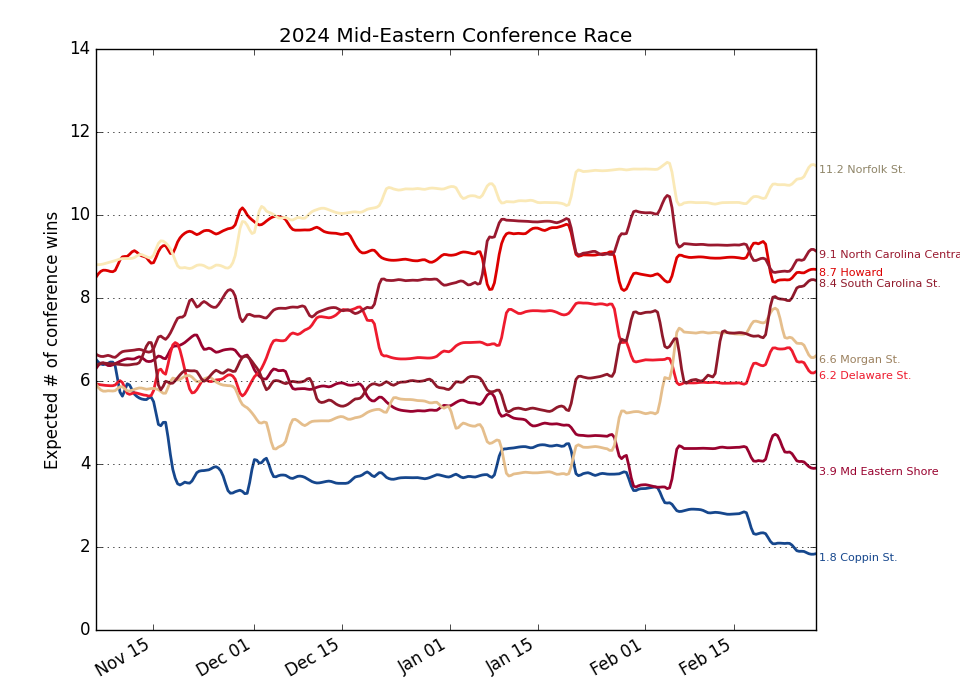 2024 Mid-Eastern Conference Race
Expected # of conference wins
14
12
10
8
6
4
2
0
Nov 15
Dec 01
Dec 15
Jan 01
Jan 15
Feb 01
Feb 15
11.2 Norfolk St.
9.1 North Carolina Centra
8.7 Howard
8.4 South Carolina St.
6.6 Morgan St.
6.2 Delaware St.
3.9 Md Eastern Shore
1.8 Coppin St.